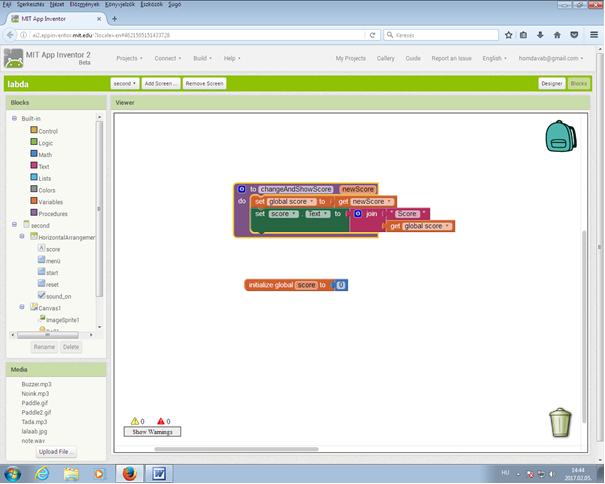 Fájl Szerkesztés Nézet Előzmények Könyvjelzők Eszközök Súgó
MIT App Inventor
ai2.appinventor.mit.edu/?locale=en#4621505151433728
Keresés
MIT App Inventor 2
Beta
Projects Connect Build Help My Projects Gallery Guide Report an Issue English homdavab@gmail.com
labda second Add Screen ... Remove Screen Designer Blocks
Blocks Viewer
Built-in
Control
Logic
Math
Text
Lists
Colors
Variables
Procedures
second
HorizontalArrangeme
score
menü
start
reset
sound_on
Canvas1
ImageSprite1
Rename Delete
Media
Buzzer.mp3
Noink.mp3
Paddle.gif
Paddle2.gif
Tada.mp3
lalaab.jpg
note.wav
Upload File ...
to changeAndShowScore newScore
do set global score to get newScore
set score . Text to join " Score "
get global score
initialize global score to 0
0 0
Show Warnings
HU 14:44
2017.02.05.